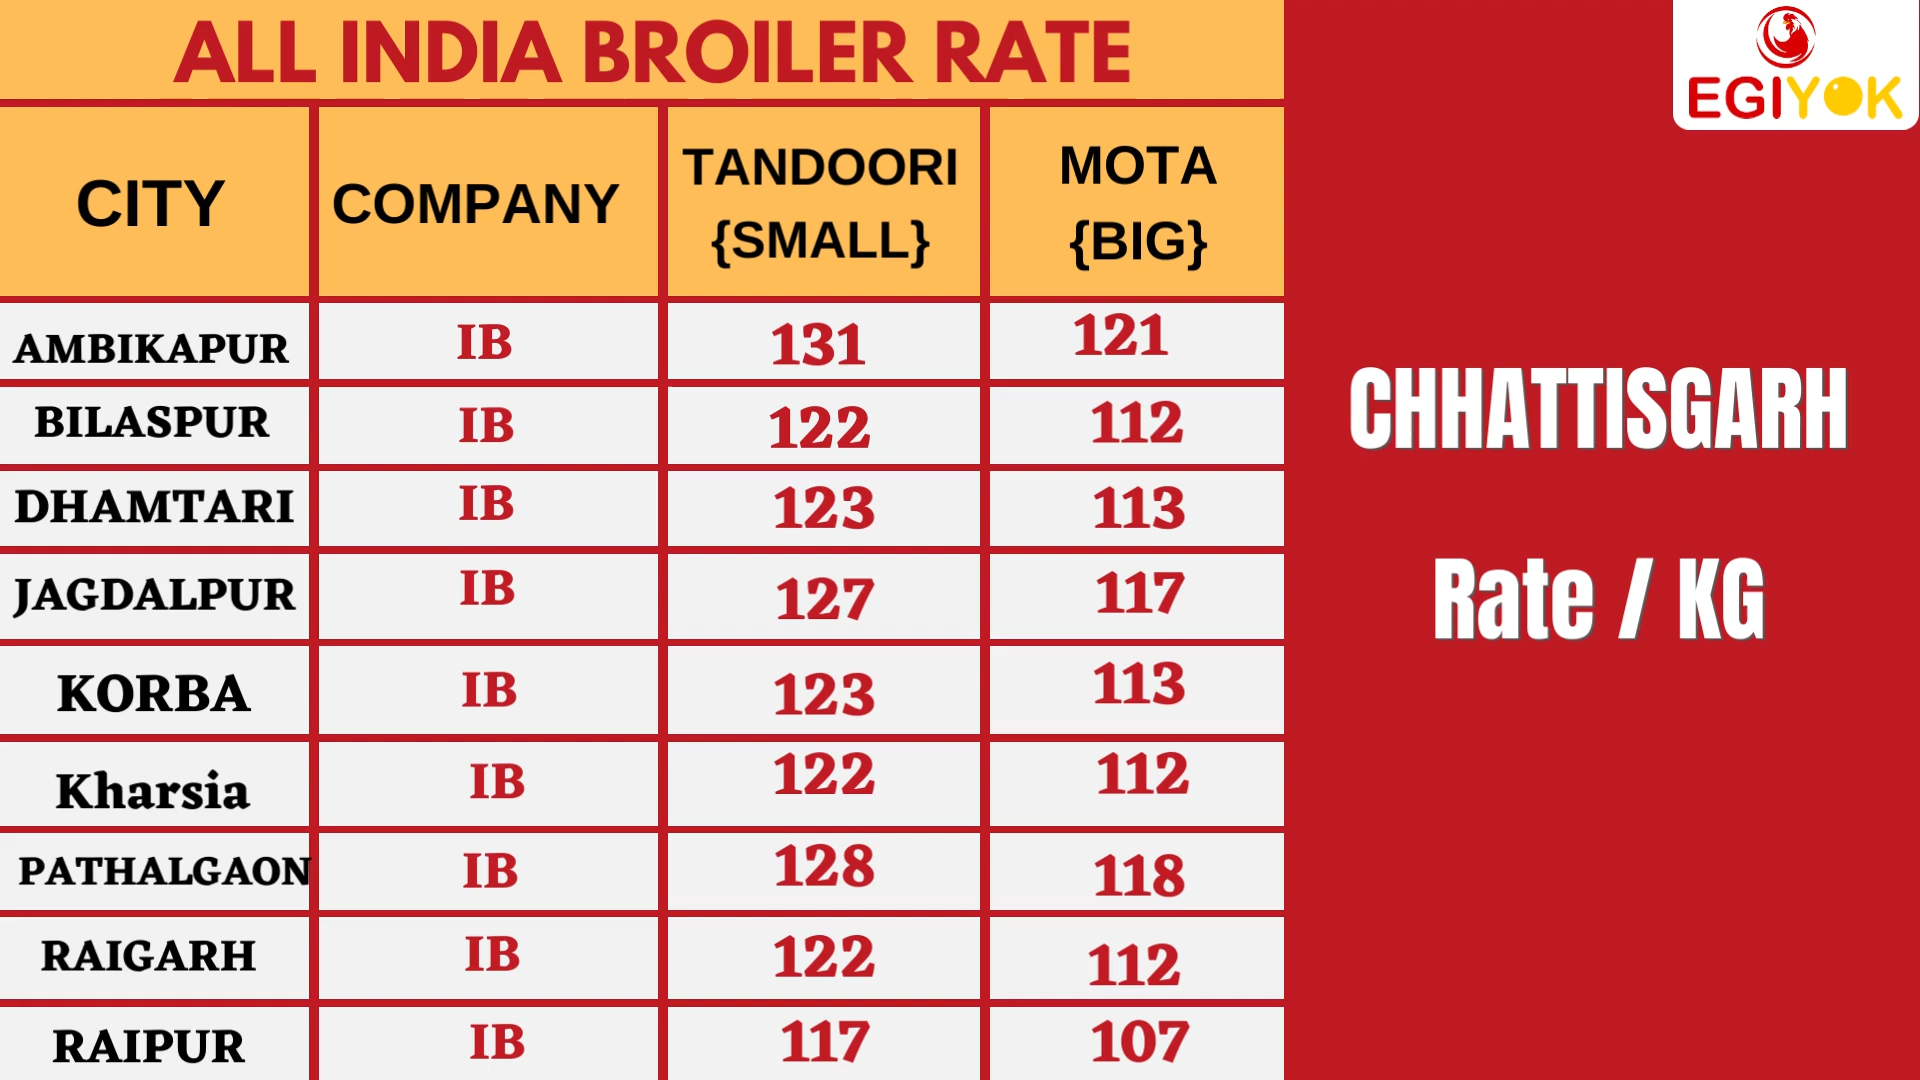 ALL INDIA BROILER RATE
EGIYOK
CITY COMPANY TANDOORI {SMALL} MOTA {BIG}
AMBIKAPUR IB 131 121
BILASPUR IB 122 112
DHAMTARI IB 123 113
JAGDALPUR IB 127 117
KORBA IB 123 113
Kharsia IB 122 112
PATHALGAON IB 128 118
RAIGARH IB 122 112
RAIPUR IB 117 107
CHHATTISGARH
Rate / KG